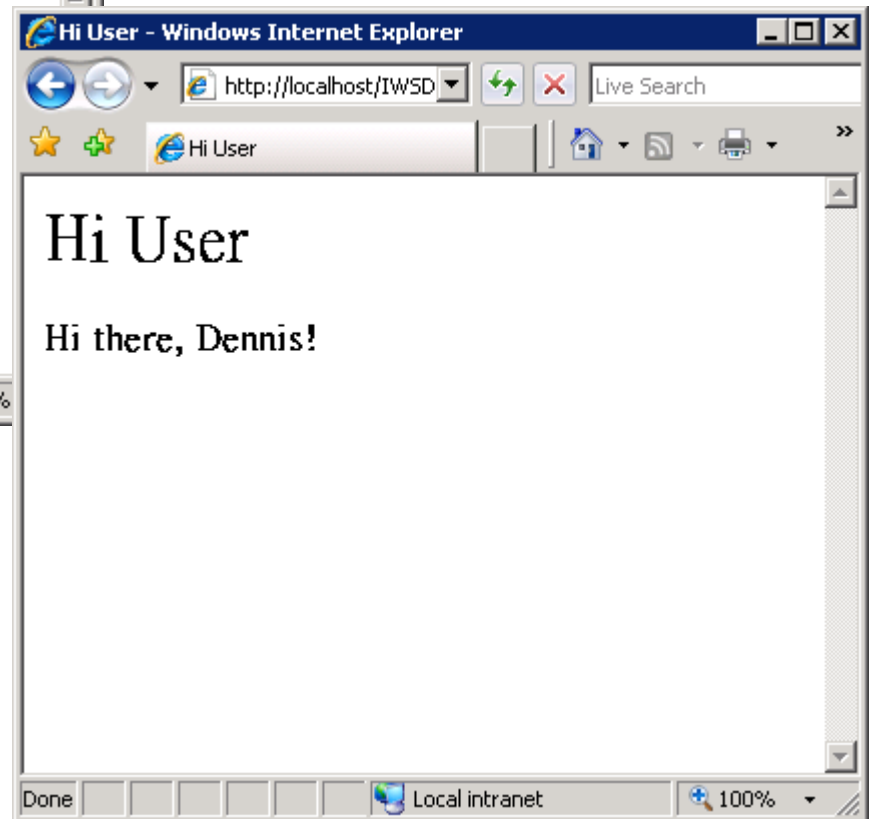 Hi User - Windows Internet Explorer
http://localhost/IWSD
Live Search
Hi User
»
Hi User
Hi there, Dennis!
%
Done
Local intranet
100%